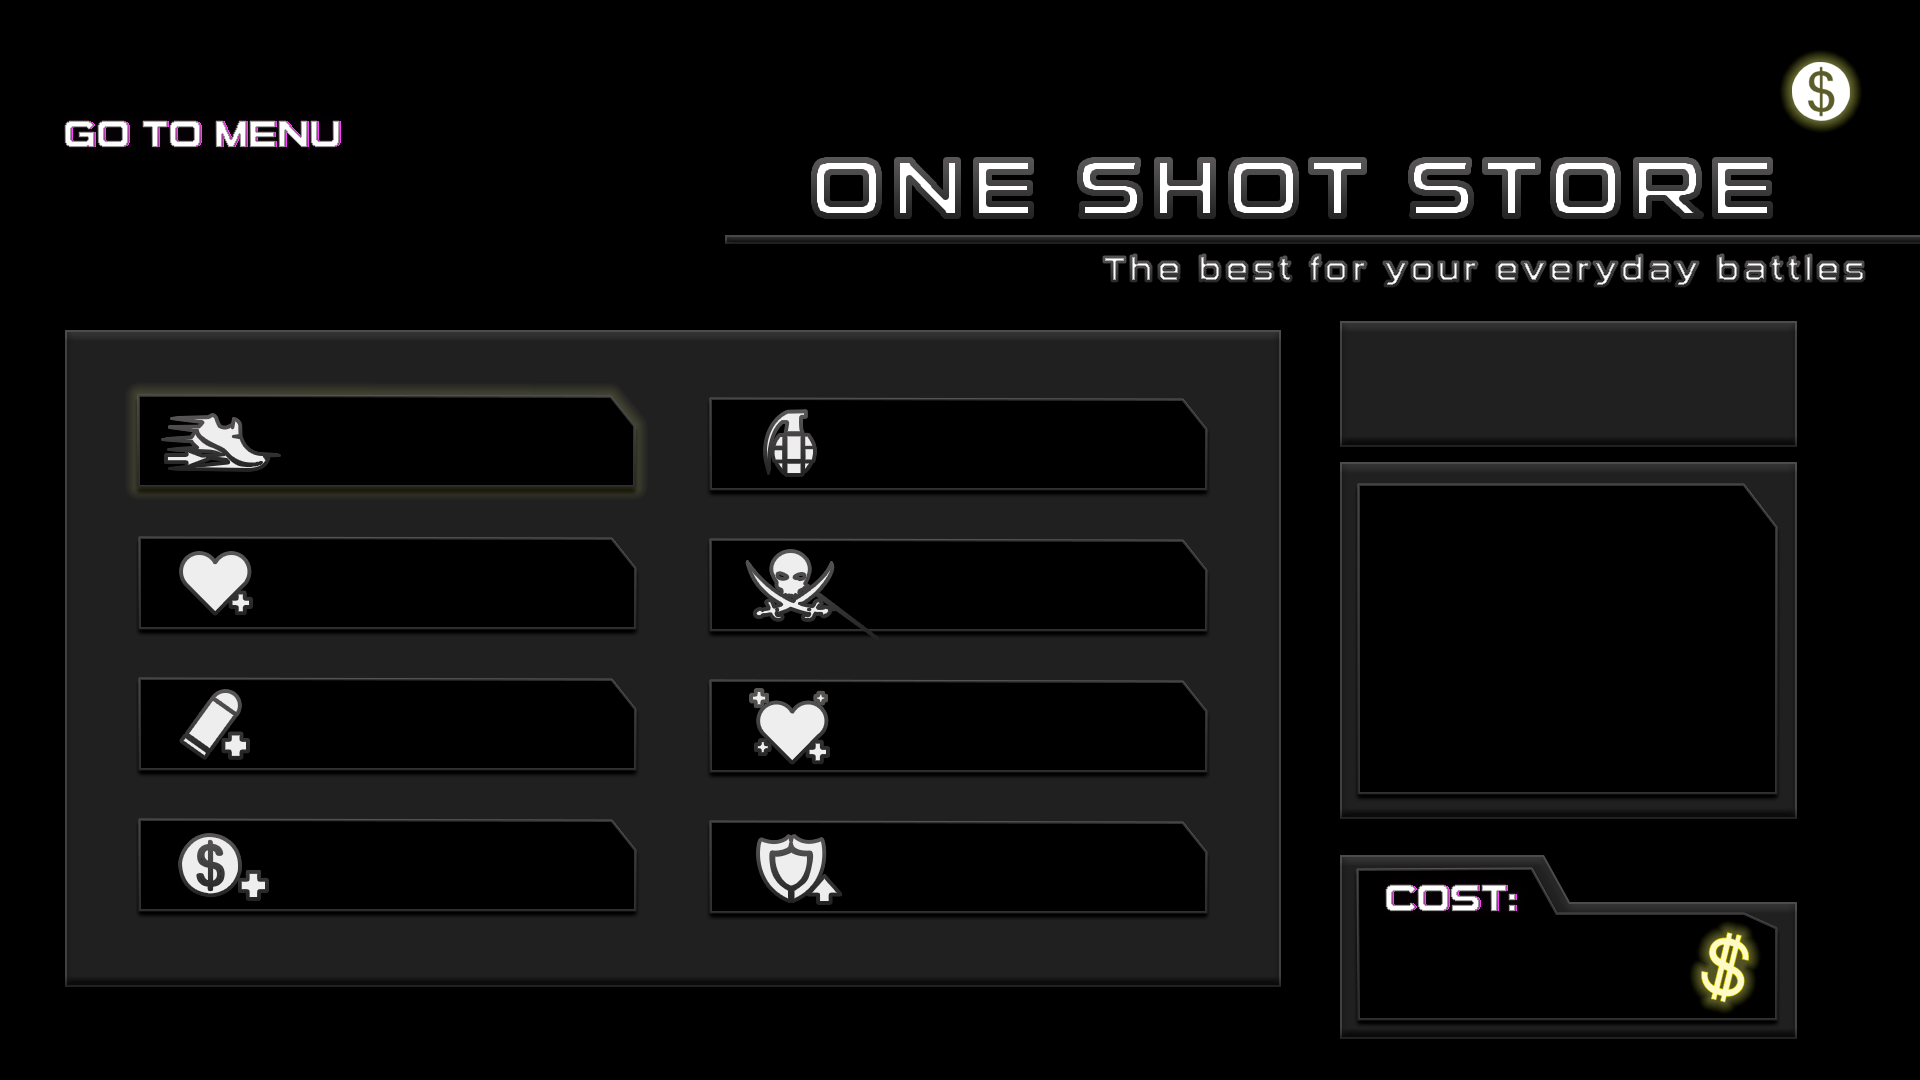 $
GO TO MENU
ONE SHOT STORE
The best for your everyday battles
$
COST:
$